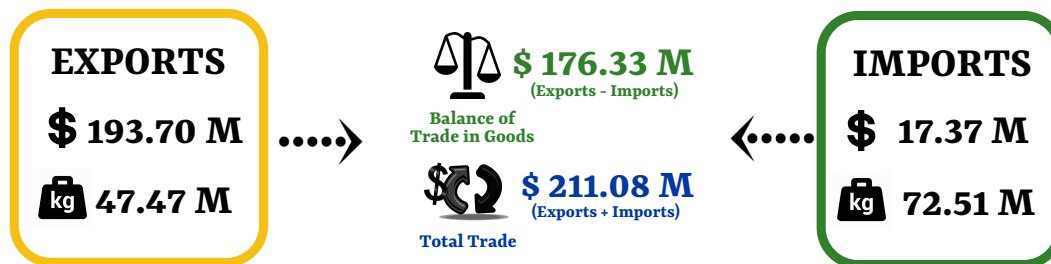 EXPORTS
$ 193.70 M
kg 47.47 M
$ 176.33 M
(Exports - Imports)
Balance of
Trade in Goods
$
$ 211.08 M
(Exports + Imports)
Total Trade
IMPORTS
$ 17.37 M
kg 72.51 M